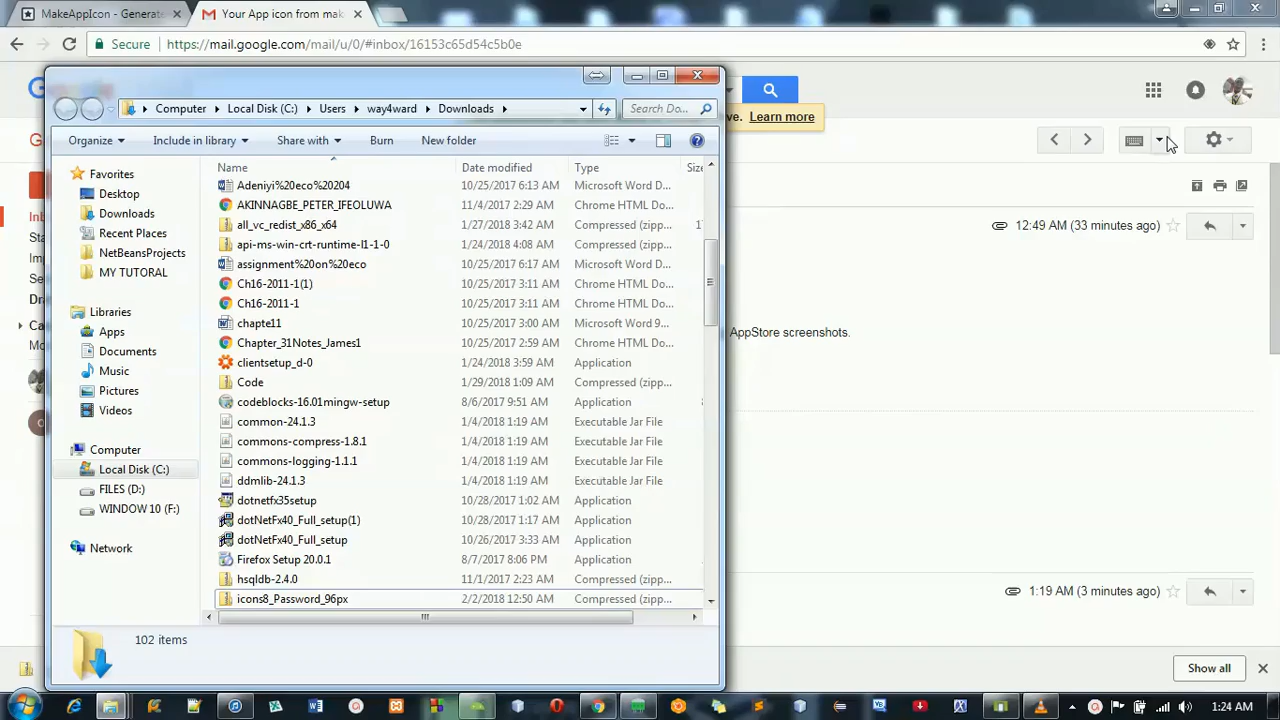 MakeAppIcon - Generate
Your App icon from mak
Secure https://mail.google.com/mail/u/0/#inbox/16153c65d54c5b0e
Computer Local Disk (C:) Users way4ward Downloads Search Do...
ve. Learn more
Organize Include in library Share with Burn New folder
Name Date modified Type Size
Favorites
Desktop
Downloads
Recent Places
NetBeansProjects
MY TUTORIAL
Libraries
Apps
Documents
Music
Pictures
Videos
Computer
Local Disk (C:)
FILES (D:)
WINDOW 10 (F:)
Network
Adeniyi%20eco%204 10/25/2017 6:13 AM Microsoft Word D...
AKINNAGBE_PETER_IFEOLUWA 11/4/2017 2:29 AM Chrome HTML Do...
all_vc_redist_x86_x64 1/27/2018 3:42 AM Compressed (zipp... 17
api-ms-win-crt-runtime-l1-1-0 1/24/2018 4:08 AM Compressed (zipp...
assignment%20on%20eco 10/25/2017 6:17 AM Microsoft Word D...
Ch16-2011-1(1) 10/25/2017 3:11 AM Chrome HTML Do...
Ch16-2011-1 10/25/2017 3:11 AM Chrome HTML Do...
chapte11 10/25/2017 3:00 AM Microsoft Word 9...
Chapter_31Notes_James1 10/25/2017 2:59 AM Chrome HTML Do...
clientsetup_d-0 1/24/2018 3:59 AM Application
Code 1/29/2018 1:09 AM Compressed (zipp...
codeblocks-16.01mingw-setup 8/6/2017 9:51 AM Application
common-24.1.3 1/4/2018 1:19 AM Executable Jar File
commons-compress-1.8.1 1/4/2018 1:19 AM Executable Jar File
commons-logging-1.1.1 1/4/2018 1:19 AM Executable Jar File
ddmlib-24.1.3 1/4/2018 1:19 AM Executable Jar File
dotnetfx35setup 10/28/2017 1:02 AM Application
dotNetFx40_Full_setup(1) 10/28/2017 1:17 AM Application
dotNetFx40_Full_setup 10/26/2017 3:33 AM Application
Firefox Setup 20.0.1 8/7/2017 8:06 PM Application
hsqldb-2.4.0 11/1/2017 2:23 AM Compressed (zipp...
icons8_Password_96px 2/2/2018 12:50 AM Compressed (zipp...
102 items
12:49 AM (33 minutes ago)
AppStore screenshots.
1:19 AM (3 minutes ago)
Show all
1:24 AM